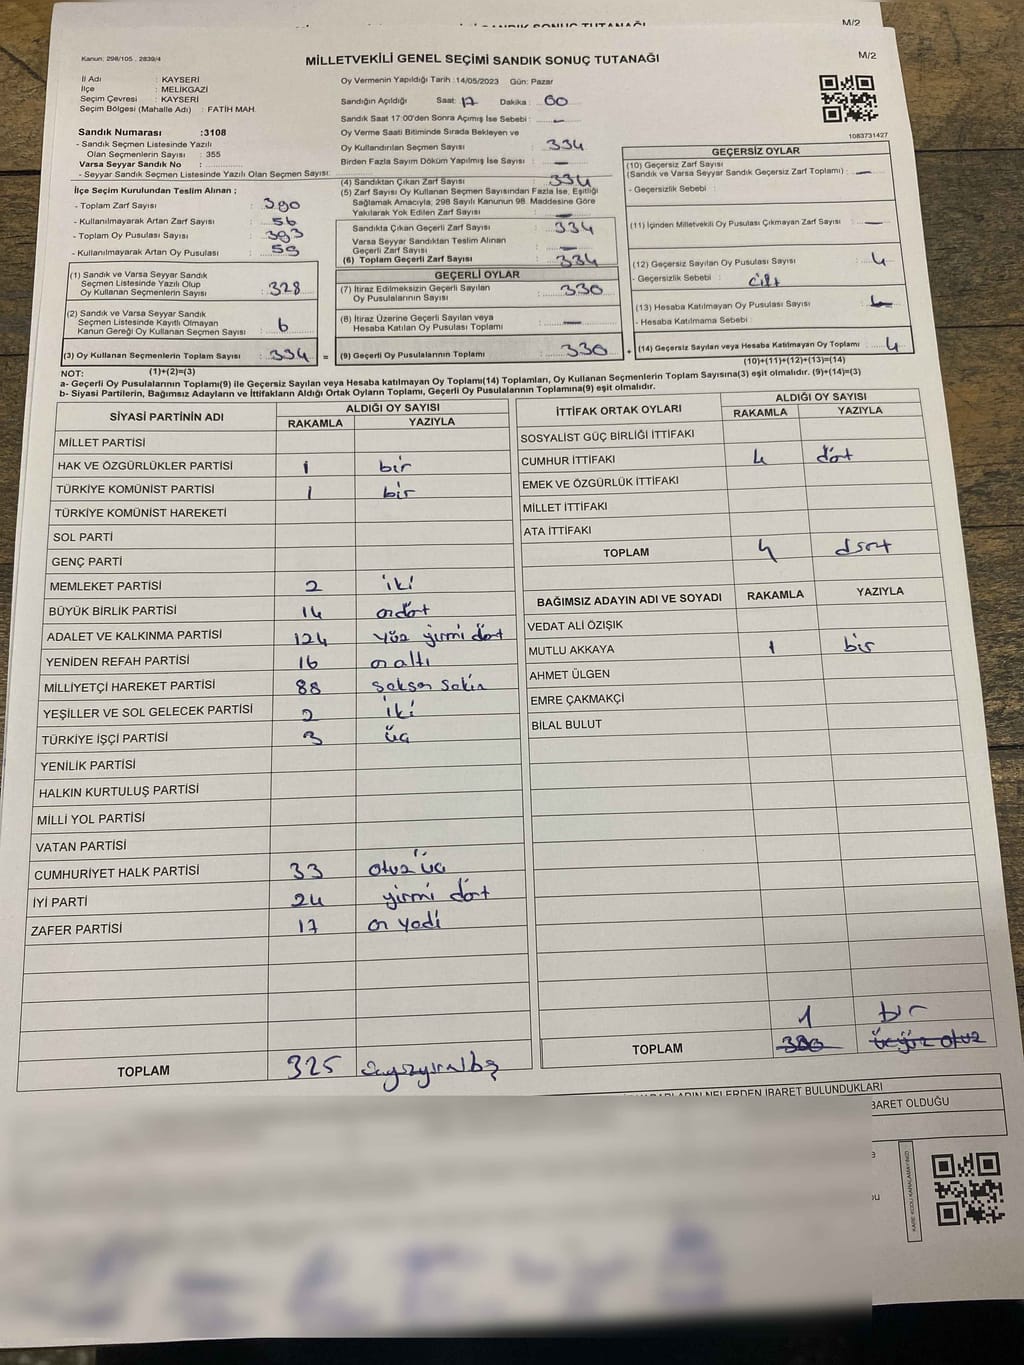 SANDIK SONUÇ TUTANAĞI
M/2
M/2
Kanun: 298/105 . 2839/4
MİLLETVEKİLİ GENEL SEÇİMİ SANDIK SONUÇ TUTANAĞI
İl Adı : KAYSERİ
İlçe : MELİKGAZİ
Seçim Çevresi : KAYSERİ
Seçim Bölgesi (Mahalle Adı) : FATİH MAH.
Sandık Numarası :3108
- Sandık Seçmen Listesinde Yazılı
Olan Seçmenlerin Sayısı : 355
Varsa Seyyar Sandık No :
- Seyyar Sandık Seçmen Listesinde Yazılı Olan Seçmen Sayısı:
Oy Vermenin Yapıldığı Tarih :14/05/2023 Gün: Pazar
Sandığın Açıldığı Saat: 17 Dakika : 00
Sandık Saat 17:00'den Sonra Açımış İse Sebebi : —
Oy Verme Saati Bitiminde Sırada Bekleyen ve
Oy Kullandırılan Seçmen Sayısı : 334
Birden Fazla Sayım Döküm Yapılmış İse Sayısı : —
1083731427
İlçe Seçim Kurulundan Teslim Alınan ;
- Toplam Zarf Sayısı : 390
- Kullanılmayarak Artan Zarf Sayısı : 56
- Toplam Oy Pusulası Sayısı : 393
- Kullanılmayarak Artan Oy Pusulası : 59
(4) Sandıktan Çıkan Zarf Sayısı : 334
(5) Zarf Sayısı Oy Kullanan Seçmen Sayısından Fazla İse, Eşitliği
Sağlamak Amacıyla, 298 Sayılı Kanunun 98. Maddesine Göre
Yakılarak Yok Edilen Zarf Sayısı : —
Sandıkta Çıkan Geçerli Zarf Sayısı : 334
Varsa Seyyar Sandıktan Teslim Alınan
Geçerli Zarf Sayısı : —
(6) Toplam Geçerli Zarf Sayısı : 334
GEÇERSİZ OYLAR
(10) Geçersiz Zarf Sayısı
(Sandık ve Varsa Seyyar Sandık Geçersiz Zarf Toplamı) : —
- Geçersizlik Sebebi :
(11) İçinden Milletvekili Oy Pusulası Çıkmayan Zarf Sayısı : —
(12) Geçersiz Sayılan Oy Pusulası Sayısı : 4
- Geçersizlik Sebebi : çift
(13) Hesaba Katılmayan Oy Pusulası Sayısı :
- Hesaba Katılmama Sebebi :
(14) Geçersiz Sayılan veya Hesaba Katılmayan Oy Toplamı : 4
(10)+(11)+(12)+(13)=(14)
(1) Sandık ve Varsa Seyyar Sandık
Seçmen Listesinde Yazılı Olup
Oy Kullanan Seçmenlerin Sayısı : 328
(2) Sandık ve Varsa Seyyar Sandık
Seçmen Listesinde Kayıtlı Olmayan
Kanun Gereği Oy Kullanan Seçmen Sayısı : 6
(3) Oy Kullanan Seçmenlerin Toplam Sayısı : 334 =
(1)+(2)=(3)
GEÇERLİ OYLAR
(7) İtiraz Edilmeksizin Geçerli Sayılan
Oy Pusulalarının Sayısı : 330
(8) İtiraz Üzerine Geçerli Sayılan veya
Hesaba Katılan Oy Pusulası Toplamı : —
(9) Geçerli Oy Pusulalarının Toplamı : 330 +
NOT:
a- Geçerli Oy Pusulalarının Toplamı(9) ile Geçersiz Sayılan veya Hesaba katılmayan Oy Toplamı(14) Toplamları, Oy Kullanan Seçmenlerin Toplam Sayısına(3) eşit olmalıdır. (9)+(14)=(3)
b- Siyasi Partilerin, Bağımsız Adayların ve İttifakların Aldığı Ortak Oyların Toplamı, Geçerli Oy Pusulalarının Toplamına(9) eşit olmalıdır.
SİYASİ PARTİNİN ADI ALDIĞI OY SAYISI
RAKAMLA YAZIYLA
MİLLET PARTİSİ
HAK VE ÖZGÜRLÜKLER PARTİSİ 1 bir
TÜRKİYE KOMÜNİST PARTİSİ 1 bir
TÜRKİYE KOMÜNİST HAREKETİ
SOL PARTİ
GENÇ PARTİ
MEMLEKET PARTİSİ 2 iki
BÜYÜK BİRLİK PARTİSİ 14 ondört
ADALET VE KALKINMA PARTİSİ 124 yüz yirmi dört
YENİDEN REFAH PARTİSİ 16 on altı
MİLLİYETÇİ HAREKET PARTİSİ 88 seksen sekiz
YEŞİLLER VE SOL GELECEK PARTİSİ 2 iki
TÜRKİYE İŞÇİ PARTİSİ 3 üç
YENİLİK PARTİSİ
HALKIN KURTULUŞ PARTİSİ
MİLLİ YOL PARTİSİ
VATAN PARTİSİ
CUMHURİYET HALK PARTİSİ 33 otuz üç
İYİ PARTİ 24 yirmi dört
ZAFER PARTİSİ 17 on yedi
TOPLAM 325
İTTİFAK ORTAK OYLARI ALDIĞI OY SAYISI
RAKAMLA YAZIYLA
SOSYALİST GÜÇ BİRLİĞİ İTTİFAKI
CUMHUR İTTİFAKI 4 dört
EMEK VE ÖZGÜRLÜK İTTİFAKI
MİLLET İTTİFAKI
ATA İTTİFAKI
TOPLAM 4 dört
BAĞIMSIZ ADAYIN ADI VE SOYADI RAKAMLA YAZIYLA
VEDAT ALİ ÖZIŞIK
MUTLU AKKAYA 1 bir
AHMET ÜLGEN
EMRE ÇAKMAKÇİ
BİLAL BULUT
1 bir
TOPLAM 330 üçyüz otuz
NELERDEN İBARET BULUNDUKLARI
BARET OLDUĞU